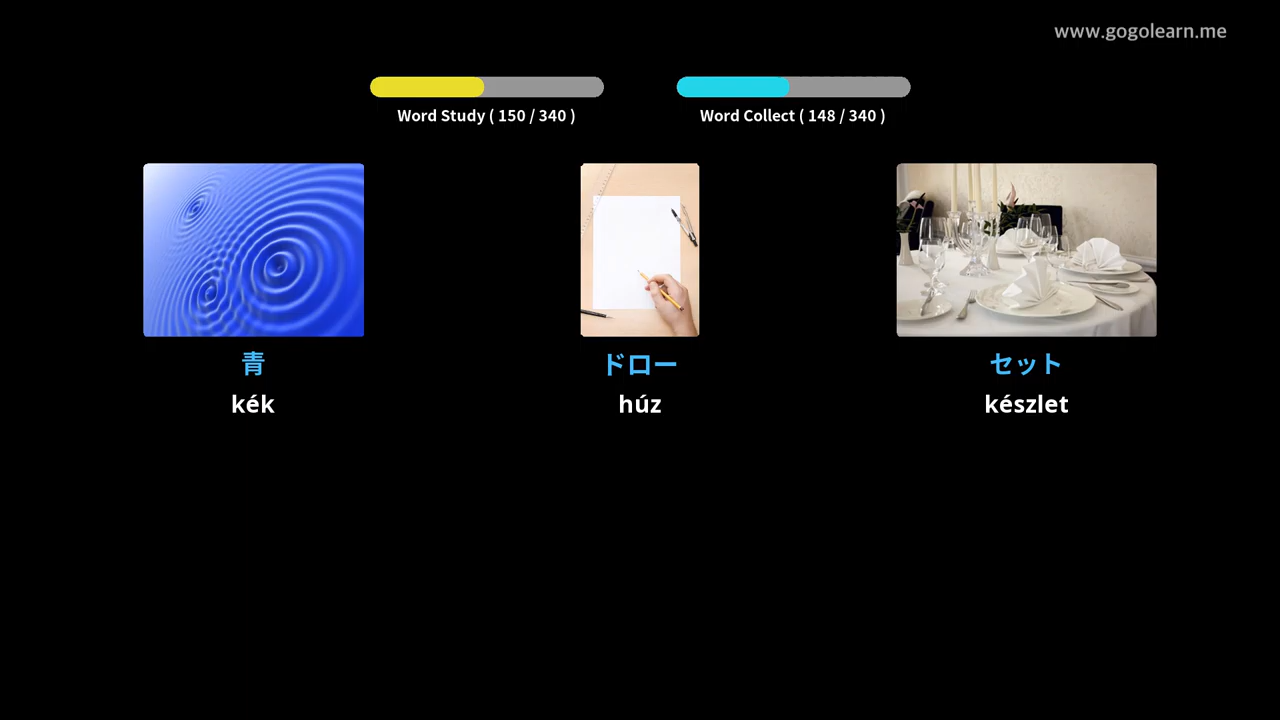 www.gogolearn.me
Word Study ( 150 / 340 )
Word Collect ( 148 / 340 )
青
ドロー
セット
kék
húz
készlet